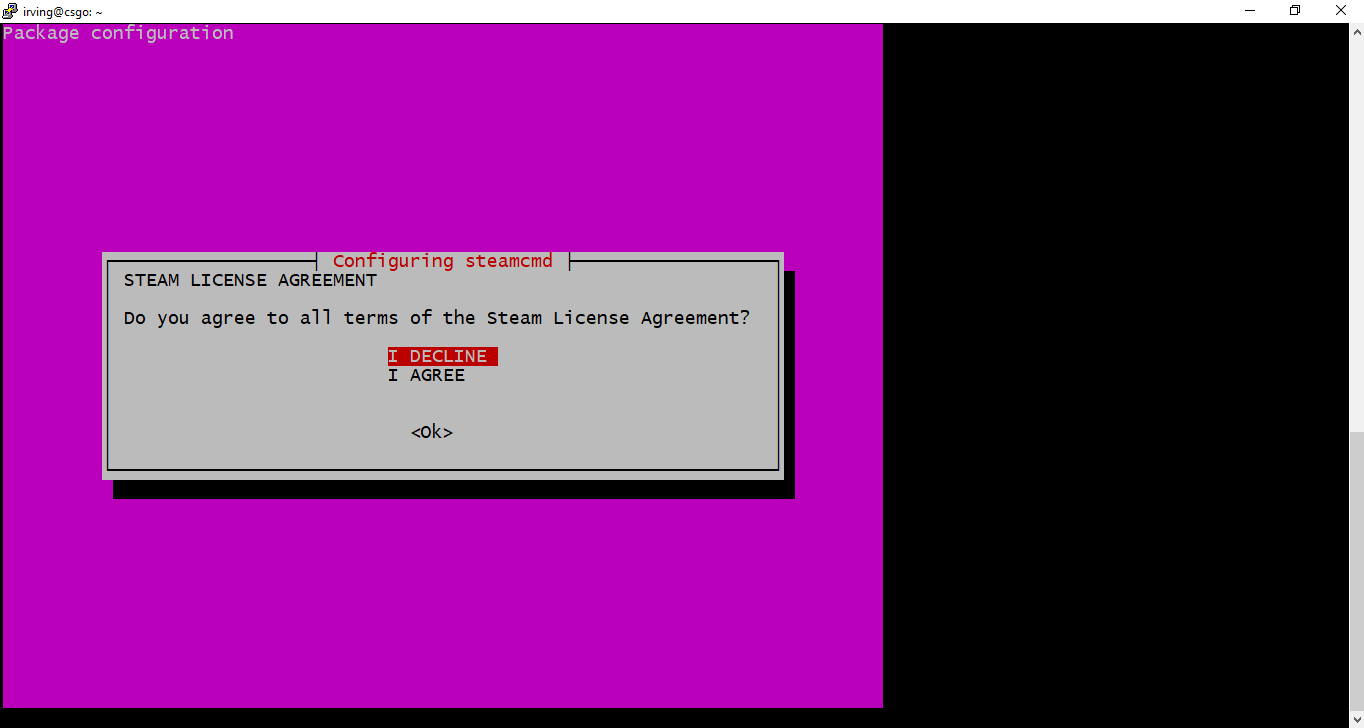 irving@csgo: ~
Package configuration
Configuring steamcmd
STEAM LICENSE AGREEMENT
Do you agree to all terms of the Steam License Agreement?
I DECLINE
I AGREE
<Ok>